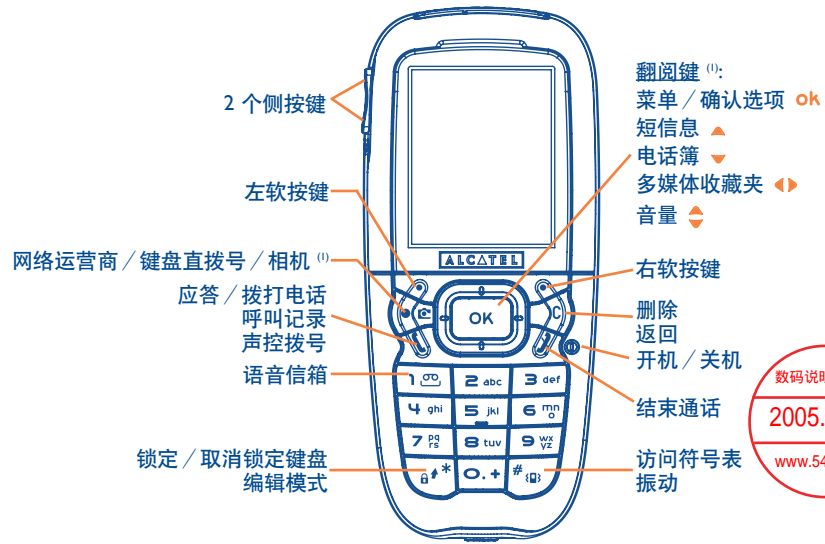 翻阅键 (1):
菜单／确认选项 ok
短信息
电话簿
多媒体收藏夹
音量
2 个侧按键
左软按键
网络运营商／键盘直拨号／相机 (1)
应答／拨打电话
呼叫记录
声控拨号
语音信箱
锁定／取消锁定键盘
编辑模式
ALCATEL
OK
C
1
2 abc
3 def
4 ghi
5 jkl
6 mn
o
7 pq
rs
8 tuv
9 wx
yz
*
0.+
#
右软按键
删除
返回
开机／关机
结束通话
访问符号表
振动
数码说明
2005.
www.54